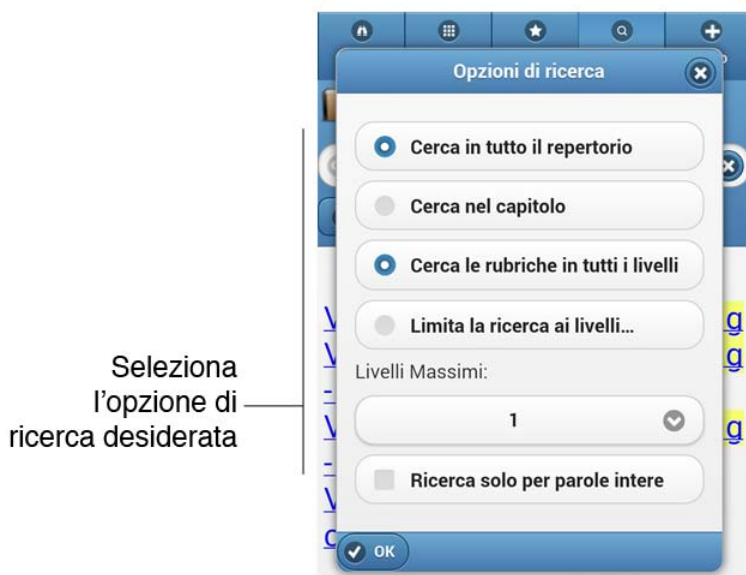 Opzioni di ricerca
Cerca in tutto il repertorio
Cerca nel capitolo
Cerca le rubriche in tutti i livelli
Limita la ricerca ai livelli...
Livelli Massimi:
1
Ricerca solo per parole intere
OK
Seleziona
l'opzione di
ricerca desiderata